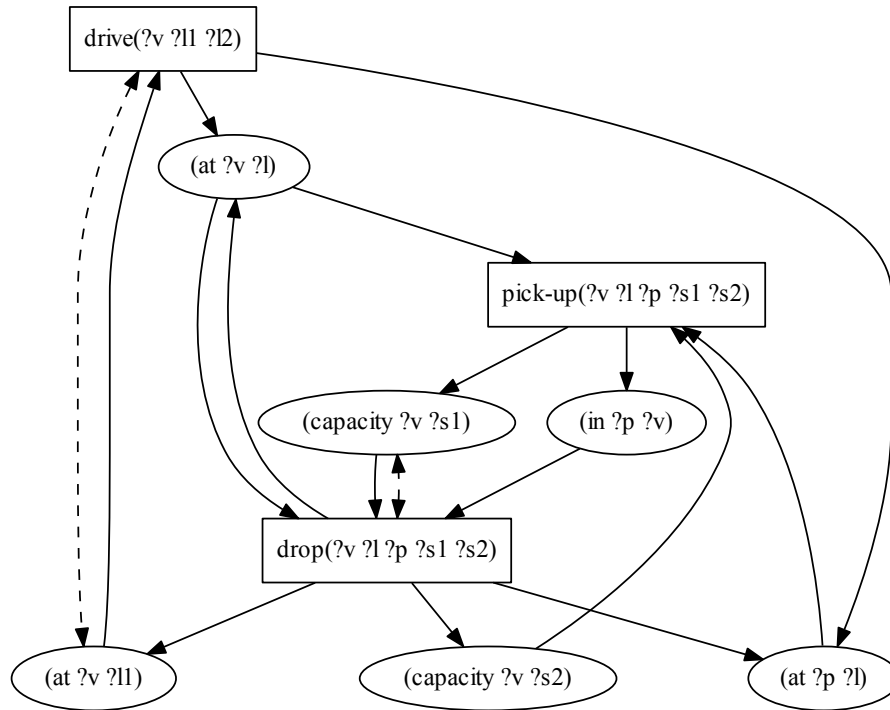 drive(?v ?l1 ?l2)
(at ?v ?l)
pick-up(?v ?l ?p ?s1 ?s2)
(capacity ?v ?s1)
(in ?p ?v)
drop(?v ?l ?p ?s1 ?s2)
(at ?v ?l1)
(capacity ?v ?s2)
(at ?p ?l)